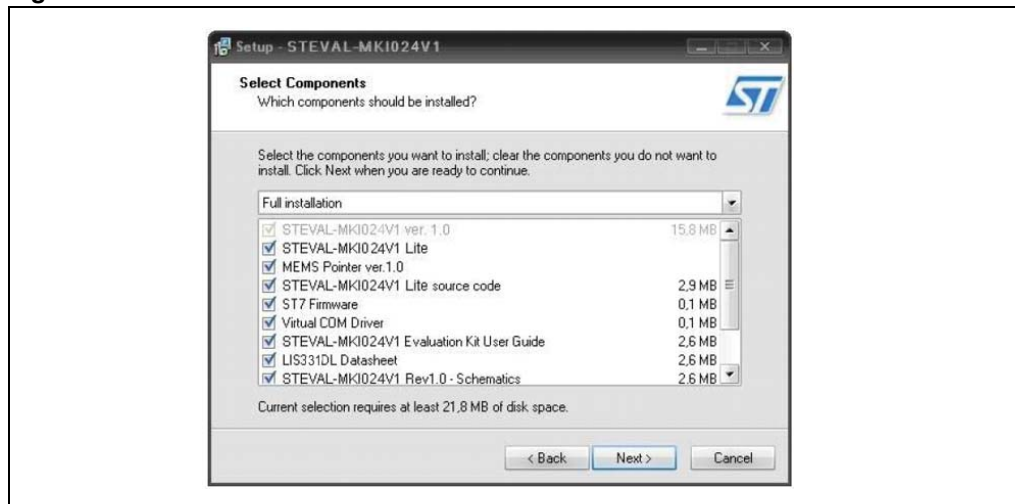 Setup - STEVAL-MKI024V1
Select Components
Which components should be installed?
ST
Select the components you want to install; clear the components you do not want to
install. Click Next when you are ready to continue.
Full installation
STEVAL-MKI024V1 ver. 1.0 15,8 MB
STEVAL-MKI024V1 Lite
MEMS Pointer ver.1.0
STEVAL-MKI024V1 Lite source code 2,9 MB
ST7 Firmware 0,1 MB
Virtual COM Driver 0,1 MB
STEVAL-MKI024V1 Evaluation Kit User Guide 2,6 MB
LIS331DL Datasheet 2,6 MB
STEVAL-MKI024V1 Rev1.0 - Schematics 2,6 MB
Current selection requires at least 21,8 MB of disk space.
< Back Next > Cancel